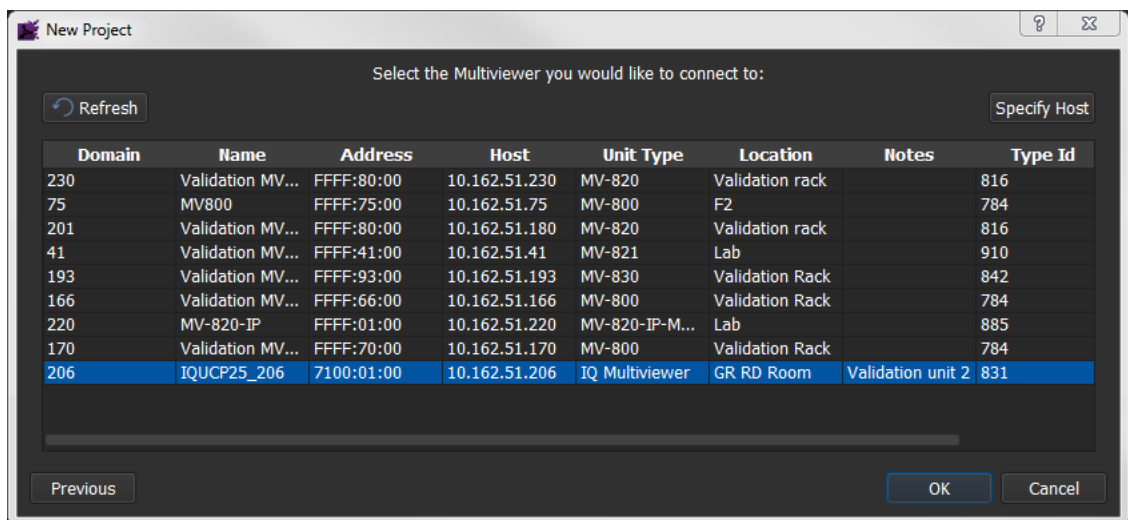 New Project
Select the Multiviewer you would like to connect to:
Refresh Specify Host
Domain Name Address Host Unit Type Location Notes Type Id
230 Validation MV... FFFF:80:00 10.162.51.230 MV-820 Validation rack 816
75 MV800 FFFF:75:00 10.162.51.75 MV-800 F2 784
201 Validation MV... FFFF:80:00 10.162.51.180 MV-820 Validation rack 816
41 Validation MV... FFFF:41:00 10.162.51.41 MV-821 Lab 910
193 Validation MV... FFFF:93:00 10.162.51.193 MV-830 Validation Rack 842
166 Validation MV... FFFF:66:00 10.162.51.166 MV-800 Validation Rack 784
220 MV-820-IP FFFF:01:00 10.162.51.220 MV-820-IP-M... Lab 885
170 Validation MV... FFFF:70:00 10.162.51.170 MV-800 Validation Rack 784
206 IQUCP25_206 7100:01:00 10.162.51.206 IQ Multiviewer GR RD Room Validation unit 2 831
Previous OK Cancel